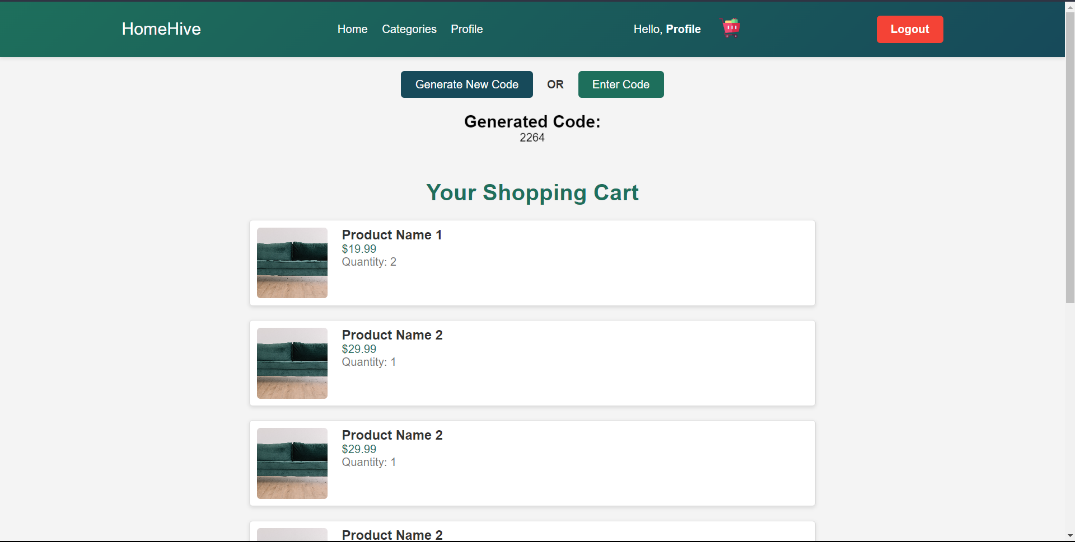 HomeHive
Home Categories Profile
Hello, Profile
Logout
Generate New Code OR Enter Code
Generated Code:
2264
Your Shopping Cart
Product Name 1
$19.99
Quantity: 2
Product Name 2
$29.99
Quantity: 1
Product Name 2
$29.99
Quantity: 1
Product Name 2